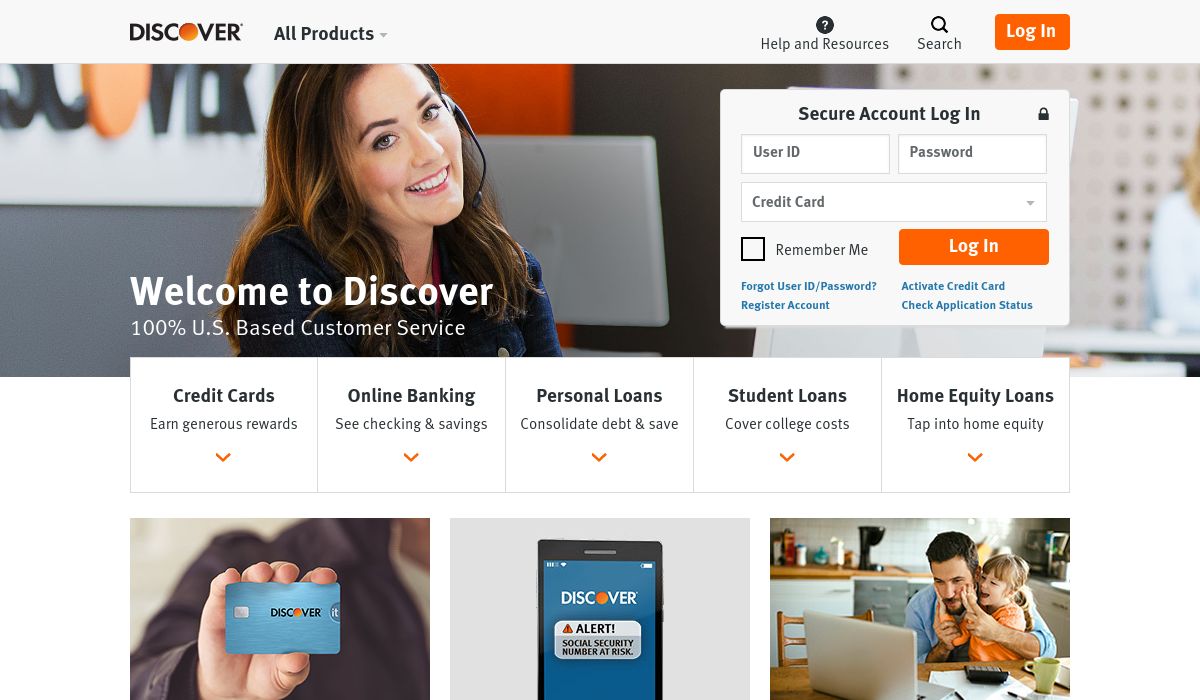 DISCOVER
All Products
Help and Resources
Search
Log In
Secure Account Log In
User ID
Password
Credit Card
Remember Me
Log In
Forgot User ID/Password?
Activate Credit Card
Register Account
Check Application Status
Welcome to Discover
100% U.S. Based Customer Service
Credit Cards
Earn generous rewards
Online Banking
See checking & savings
Personal Loans
Consolidate debt & save
Student Loans
Cover college costs
Home Equity Loans
Tap into home equity
DISCOVER it
DISCOVER
ALERT!
SOCIAL SECURITY
NUMBER AT RISK.